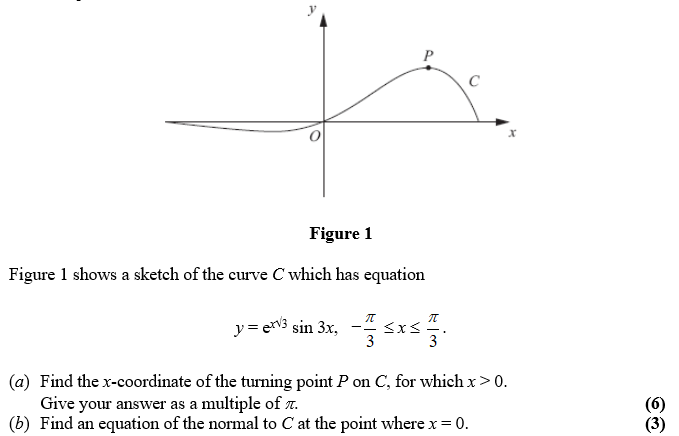 y
P
C
O
x
Figure 1
Figure 1 shows a sketch of the curve C which has equation
y = e^{x√3} sin 3x, −π/3 ≤ x ≤ π/3.
(a) Find the x-coordinate of the turning point P on C, for which x > 0.
Give your answer as a multiple of π.
(6)
(b) Find an equation of the normal to C at the point where x = 0.
(3)